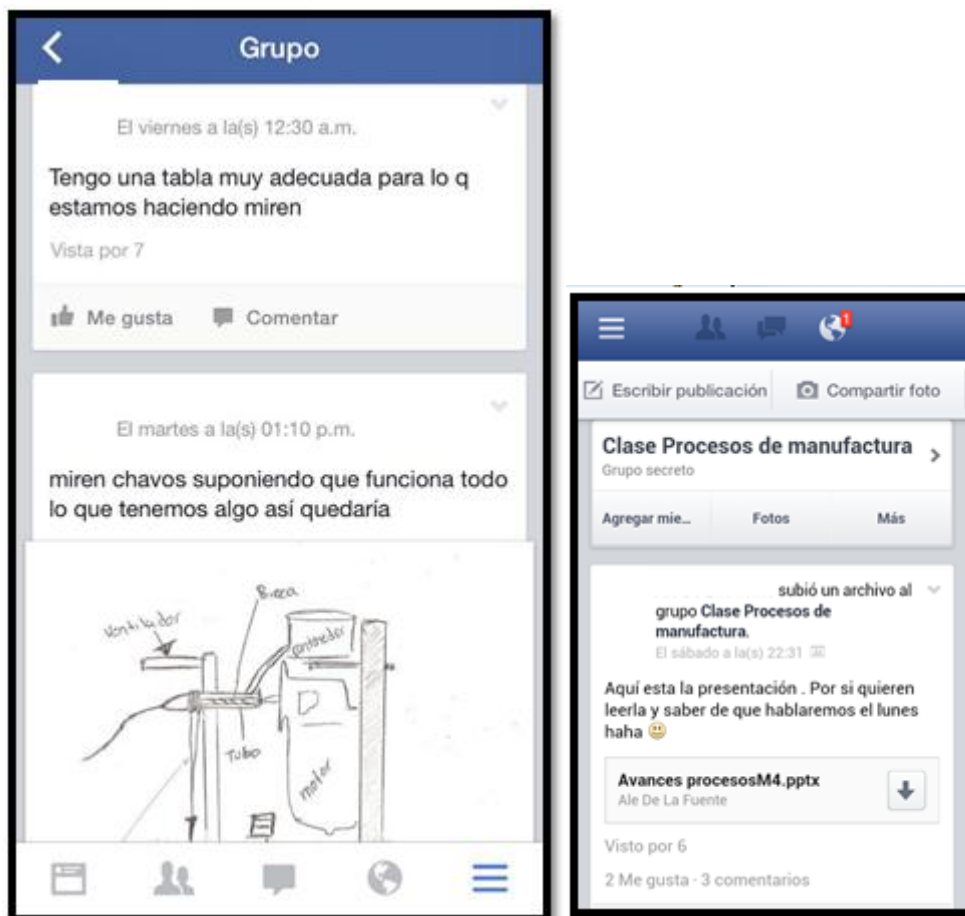 Grupo
El viernes a la(s) 12:30 a.m.
Tengo una tabla muy adecuada para lo q
estamos haciendo miren
Vista por 7
Me gusta
Comentar
El martes a la(s) 01:10 p.m.
miren chavos suponiendo que funciona todo
lo que tenemos algo así quedaría
Ventilador
contenedor
Tubo
motor
1
Escribir publicación
Compartir foto
Clase Procesos de manufactura
Grupo secreto
Agregar mie...
Fotos
Más
subió un archivo al
grupo Clase Procesos de
manufactura.
El sábado a la(s) 22:31
Aquí esta la presentación . Por si quieren
leerla y saber de que hablaremos el lunes
haha
Avances procesosM4.pptx
Ale De La Fuente
Visto por 6
2 Me gusta · 3 comentarios